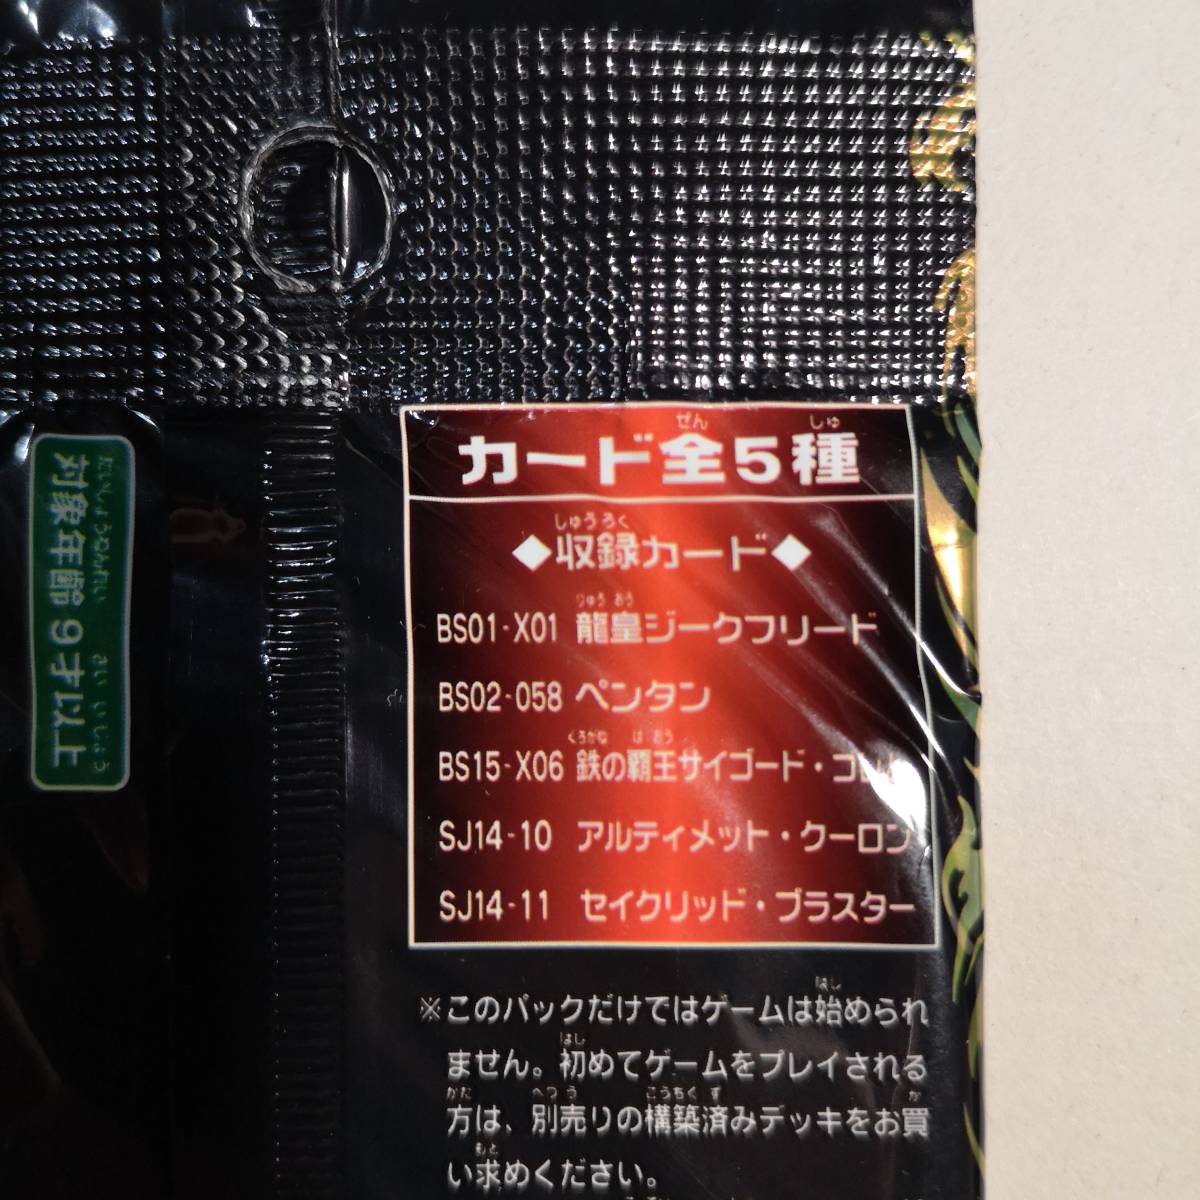 カード全5種
◆収録カード◆
BS01-X01 龍皇ジークフリード
BS02-058 ペンタン
BS15-X06 鉄の覇王サイゴード・ゴレム
SJ14-10 アルティメット・クーロン
SJ14-11 セイクリッド・ブラスター
※このパックだけではゲームは始められ
ません。初めてゲームをプレイされる
方は、別売りの構築済みデッキをお買
い求めください。
対象年齢9才以上